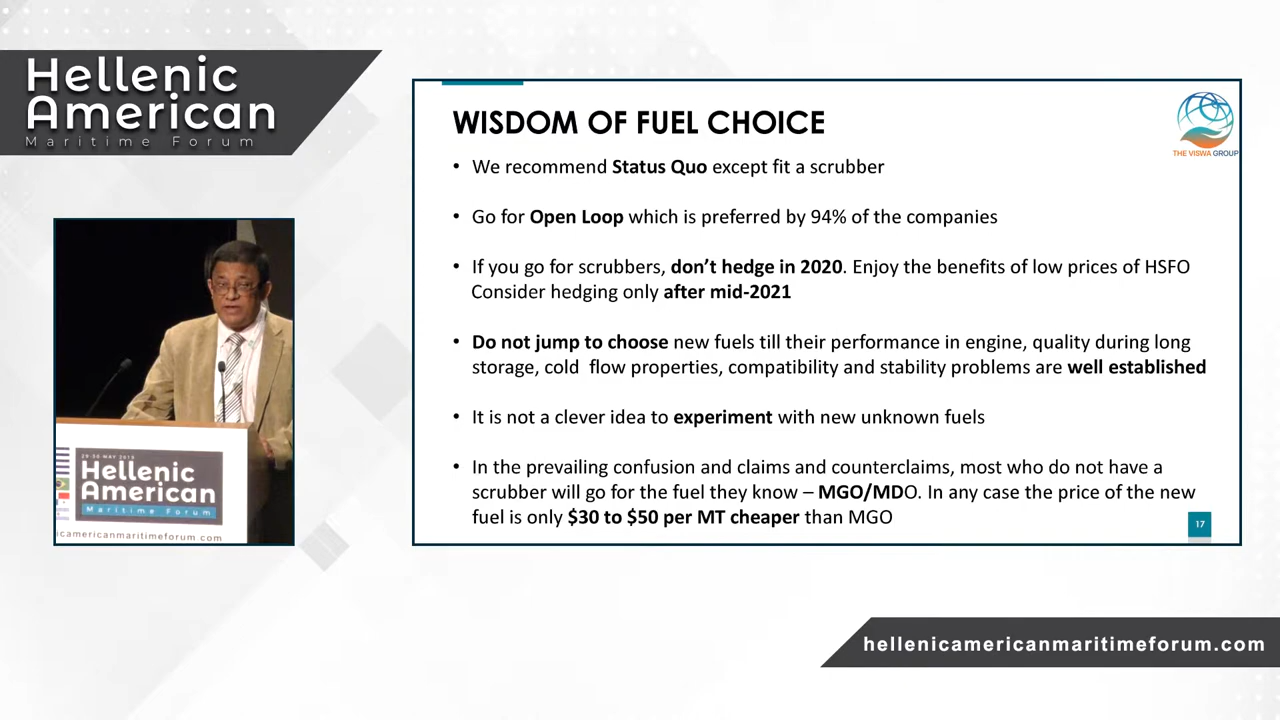 Hellenic
American
Maritime Forum
WISDOM OF FUEL CHOICE
THE VISWA GROUP
• We recommend Status Quo except fit a scrubber
• Go for Open Loop which is preferred by 94% of the companies
• If you go for scrubbers, don’t hedge in 2020. Enjoy the benefits of low prices of HSFO
Consider hedging only after mid-2021
• Do not jump to choose new fuels till their performance in engine, quality during long
storage, cold flow properties, compatibility and stability problems are well established
• It is not a clever idea to experiment with new unknown fuels
• In the prevailing confusion and claims and counterclaims, most who do not have a
scrubber will go for the fuel they know – MGO/MDO. In any case the price of the new
fuel is only $30 to $50 per MT cheaper than MGO
17
Hellenic
American
Maritime Forum
icamericanmaritimeforum.com
hellenicamericanmaritimeforum.com